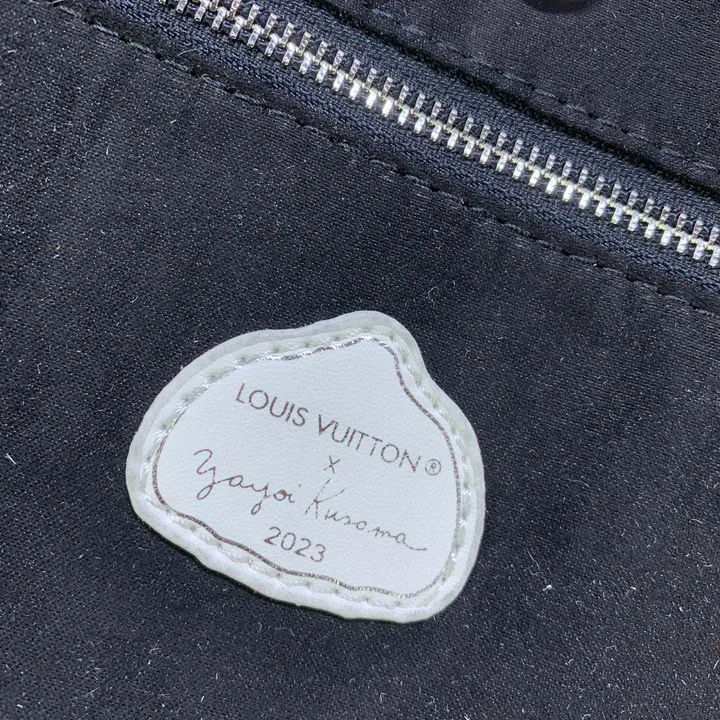 LOUIS VUITTON®
x
Yayoi Kusama
2023